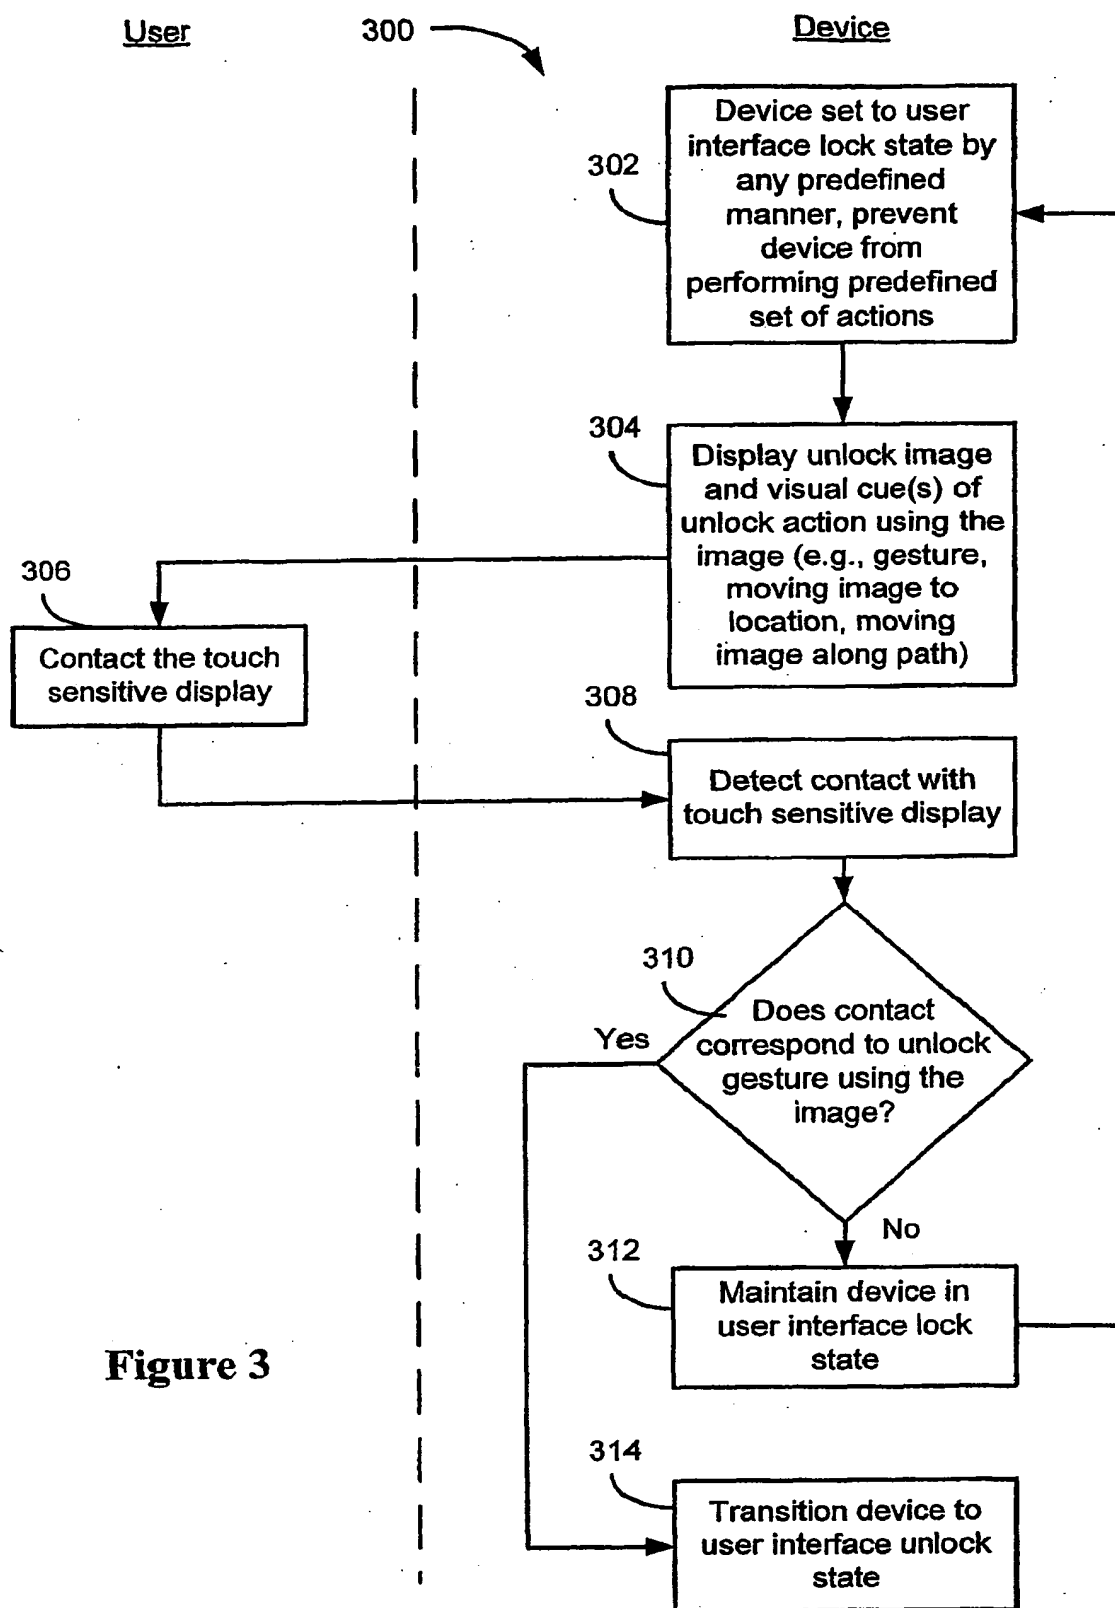 User
300
Device
302
Device set to user
interface lock state by
any predefined
manner, prevent
device from
performing predefined
set of actions
304
Display unlock image
and visual cue(s) of
unlock action using the
image (e.g., gesture,
moving image to
location, moving
image along path)
306
Contact the touch
sensitive display
308
Detect contact with
touch sensitive display
310
Does contact
correspond to unlock
gesture using the
image?
Yes
No
312
Maintain device in
user interface lock
state
Figure 3
314
Transition device to
user interface unlock
state